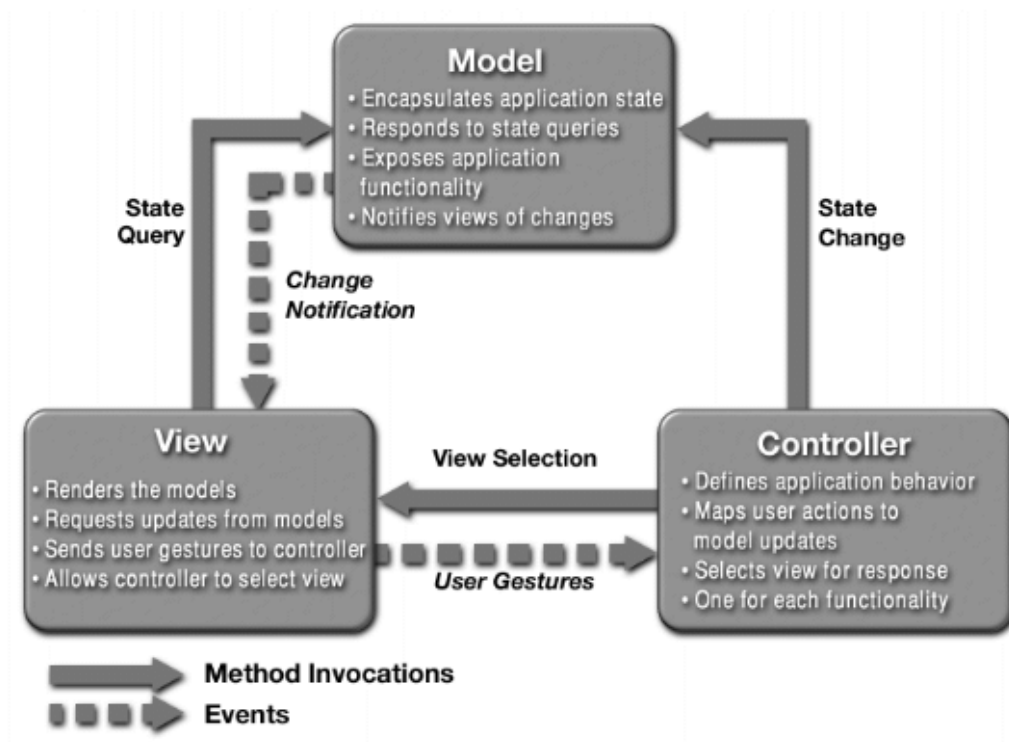 Model
• Encapsulates application state
• Responds to state queries
• Exposes application
functionality
• Notifies views of changes
State
Query
Change
Notification
State
Change
View
• Renders the models
• Requests updates from models
• Sends user gestures to controller
• Allows controller to select view
View Selection
User Gestures
Controller
• Defines application behavior
• Maps user actions to
model updates
• Selects view for response
• One for each functionality
Method Invocations
Events